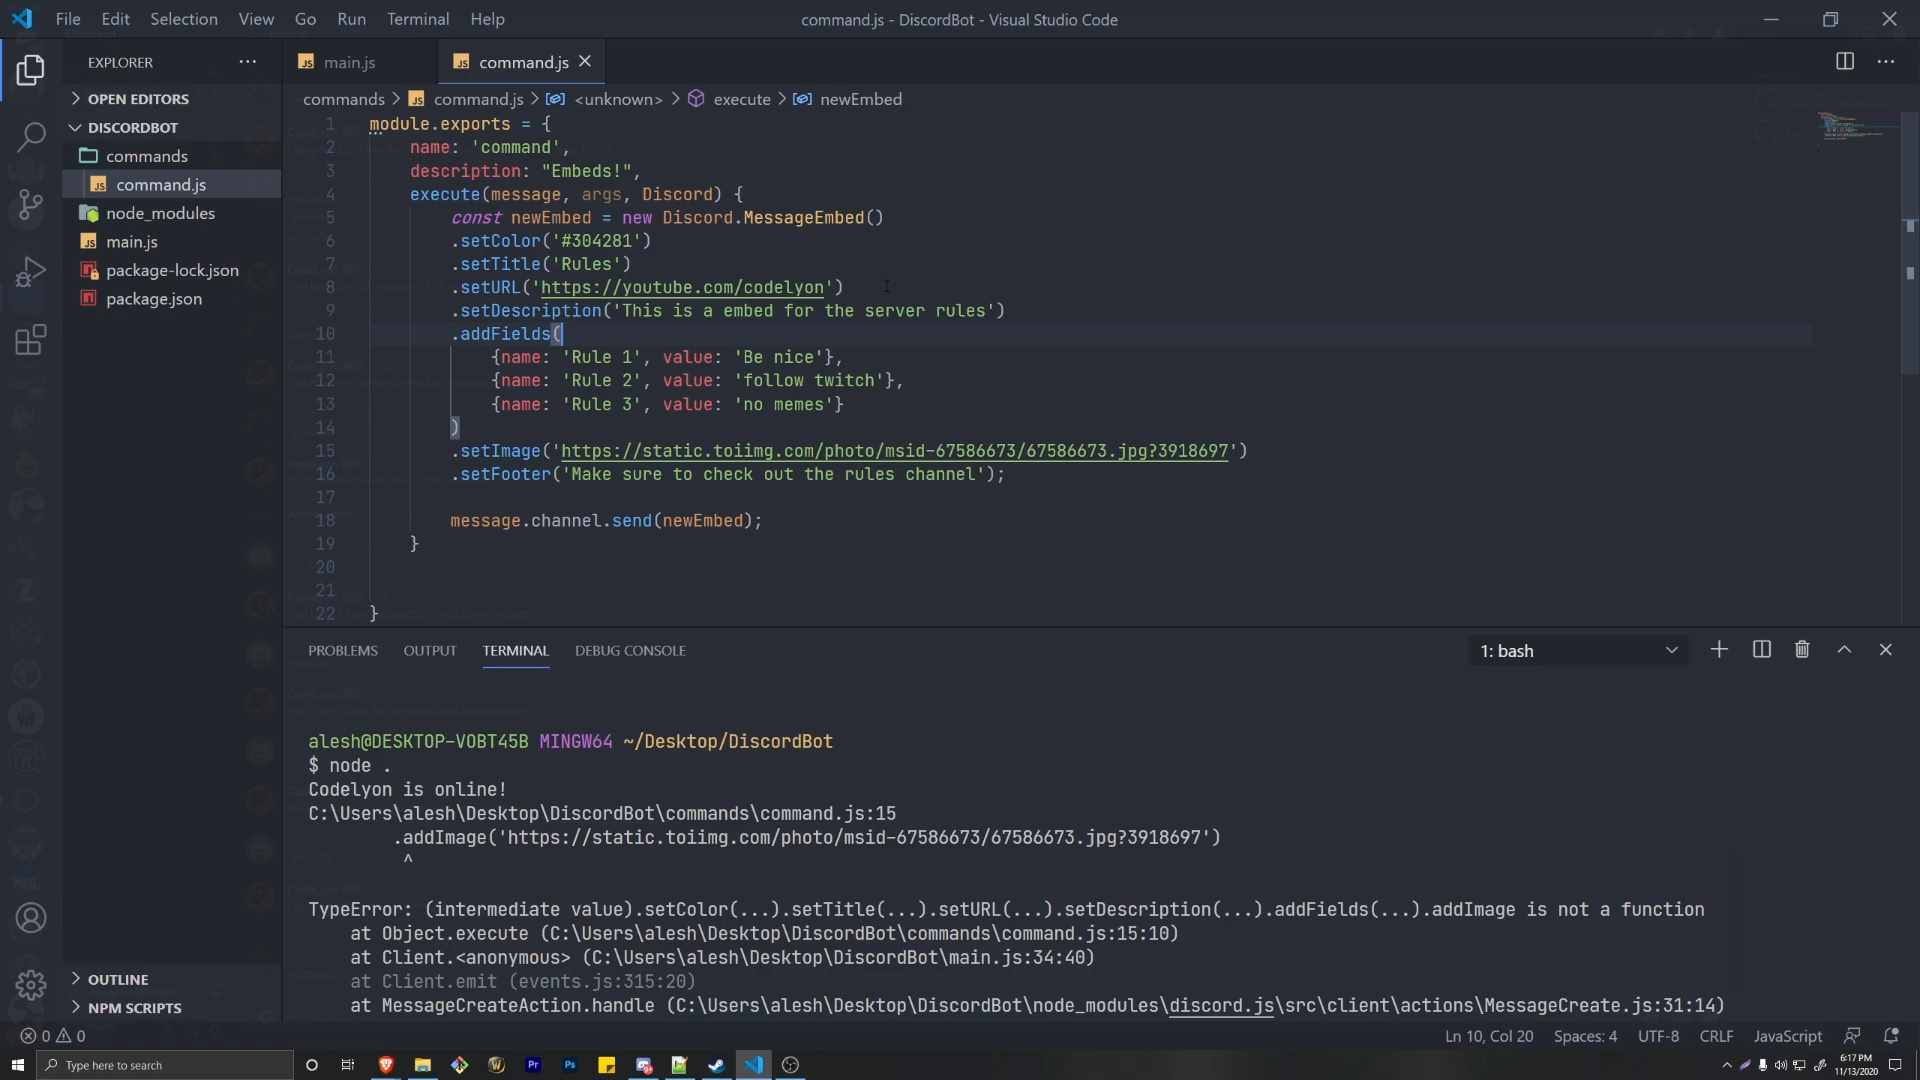 File Edit Selection View Go Run Terminal Help
command.js - DiscordBot - Visual Studio Code
EXPLORER
OPEN EDITORS
DISCORDBOT
commands
command.js
node_modules
main.js
package-lock.json
package.json
OUTLINE
NPM SCRIPTS
main.js command.js
commands > command.js > <unknown> > execute > newEmbed
1 module.exports = {
2 name: 'command',
3 description: "Embeds!",
4 execute(message, args, Discord) {
5 const newEmbed = new Discord.MessageEmbed()
6 .setColor('#304281')
7 .setTitle('Rules')
8 .setURL('https://youtube.com/codelyon')
9 .setDescription('This is a embed for the server rules')
10 .addFields(
11 {name: 'Rule 1', value: 'Be nice'},
12 {name: 'Rule 2', value: 'follow twitch'},
13 {name: 'Rule 3', value: 'no memes'}
14 )
15 .setImage('https://static.toiimg.com/photo/msid-67586673/67586673.jpg?3918697')
16 .setFooter('Make sure to check out the rules channel');
17
18 message.channel.send(newEmbed);
19 }
20
21
22 }
PROBLEMS OUTPUT TERMINAL DEBUG CONSOLE
1: bash
alesh@DESKTOP-VOBT45B MINGW64 ~/Desktop/DiscordBot
$ node .
Codelyon is online!
C:\Users\alesh\Desktop\DiscordBot\commands\command.js:15
.addImage('https://static.toiimg.com/photo/msid-67586673/67586673.jpg?3918697')
^
TypeError: (intermediate value).setColor(...).setTitle(...).setURL(...).setDescription(...).addFields(...).addImage is not a function
at Object.execute (C:\Users\alesh\Desktop\DiscordBot\commands\command.js:15:10)
at Client.<anonymous> (C:\Users\alesh\Desktop\DiscordBot\main.js:34:40)
at Client.emit (events.js:315:20)
at MessageCreateAction.handle (C:\Users\alesh\Desktop\DiscordBot\node_modules\discord.js\src\client\actions\MessageCreate.js:31:14)
0 0
Ln 10, Col 20 Spaces: 4 UTF-8 CRLF JavaScript
Type here to search
6:17 PM
11/13/2020